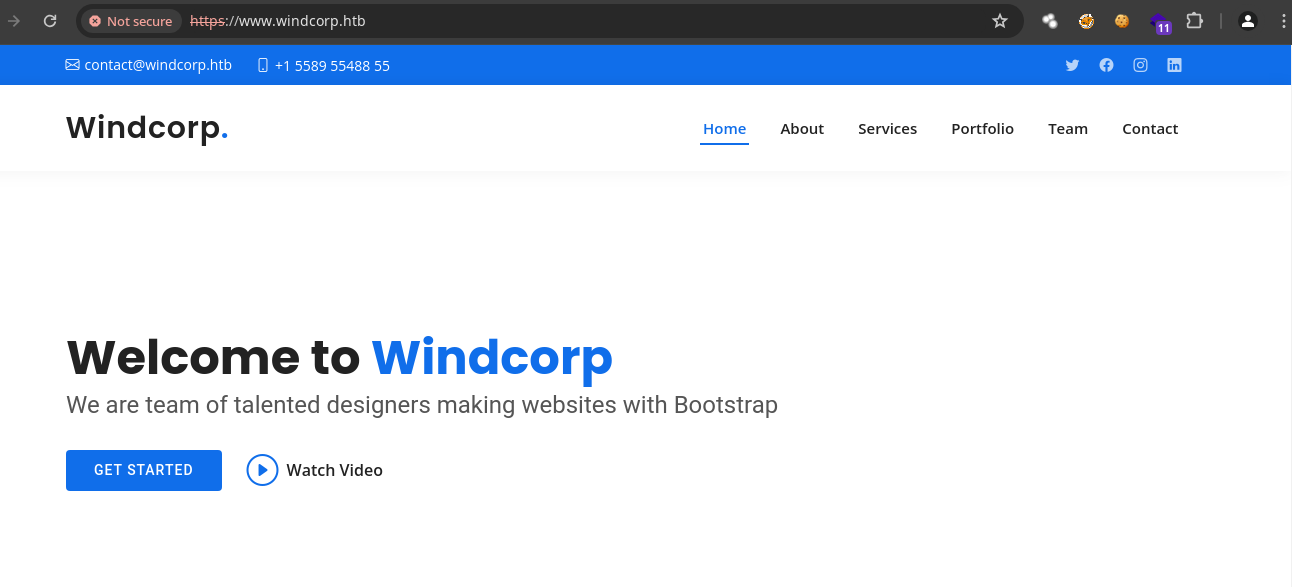 Not secure https://www.windcorp.htb
11
contact@windcorp.htb +1 5589 55488 55
Windcorp.
Home About Services Portfolio Team Contact
Welcome to Windcorp
We are team of talented designers making websites with Bootstrap
GET STARTED Watch Video